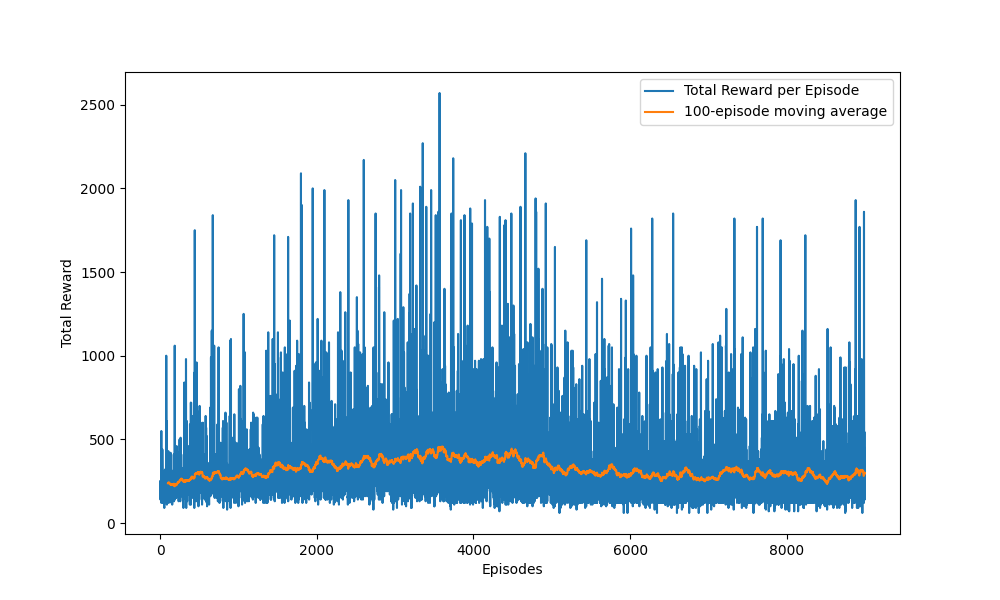 Total Reward per Episode
100-episode moving average
2500
2000
1500
1000
500
0
Total Reward
0 2000 4000 6000 8000
Episodes